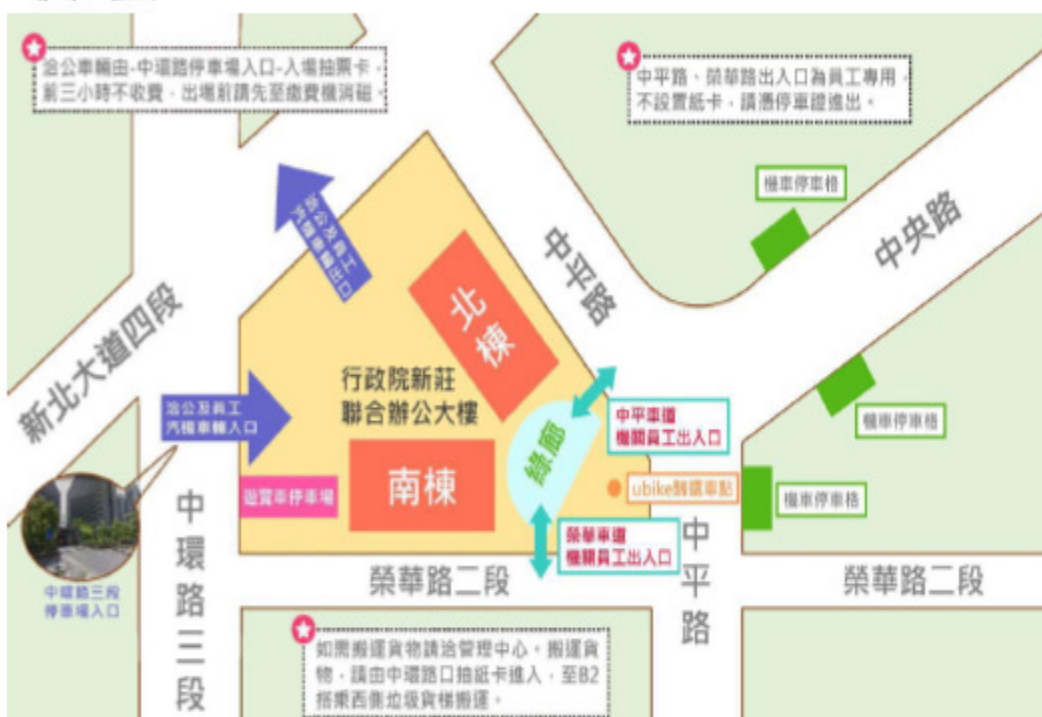 洽公車輛由-中環路停車場入口-入場抽票卡，
前三小時不收費，出場前請先至繳費機消磁。
中平路、榮華路出入口為員工專用，
不設置紙卡，請憑停車證進出。
機車停車格
洽公及員工
汽機車輛出口
中平路
中央路
新北大道四段
北棟
行政院新莊
聯合辦公大樓
洽公及員工
汽機車輛入口
中平車道
機關員工出入口
機車停車格
綠廊
南棟
遊覽車停車場
ubike
機車停車格
榮華車道
機關員工出入口
中環路三段
停車場入口
中環路三段
榮華路二段
中平路
榮華路二段
如需搬運貨物請洽管理中心。搬運貨
物，請由中環路口抽紙卡進入，至B2
搭乘西側垃圾貨梯搬運。